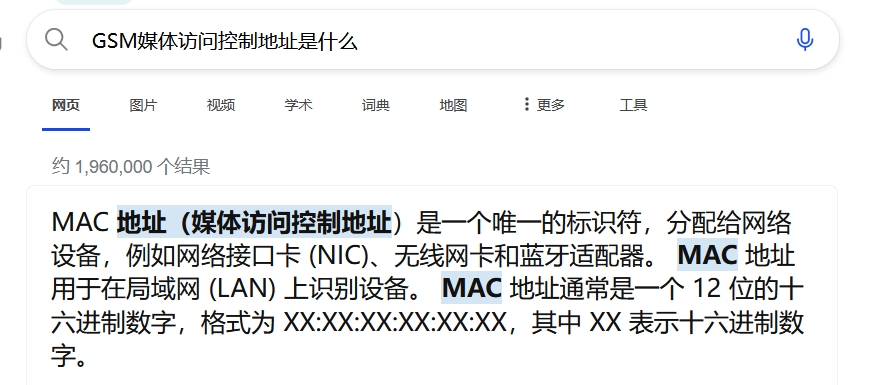 GSM媒体访问控制地址是什么
网页 图片 视频 学术 词典 地图 更多 工具
约 1,960,000 个结果
MAC 地址（媒体访问控制地址）是一个唯一的标识符，分配给网络
设备，例如网络接口卡 (NIC)、无线网卡和蓝牙适配器。 MAC 地址
用于在局域网 (LAN) 上识别设备。 MAC 地址通常是一个 12 位的十
六进制数字，格式为 XX:XX:XX:XX:XX:XX，其中 XX 表示十六进制数
字。